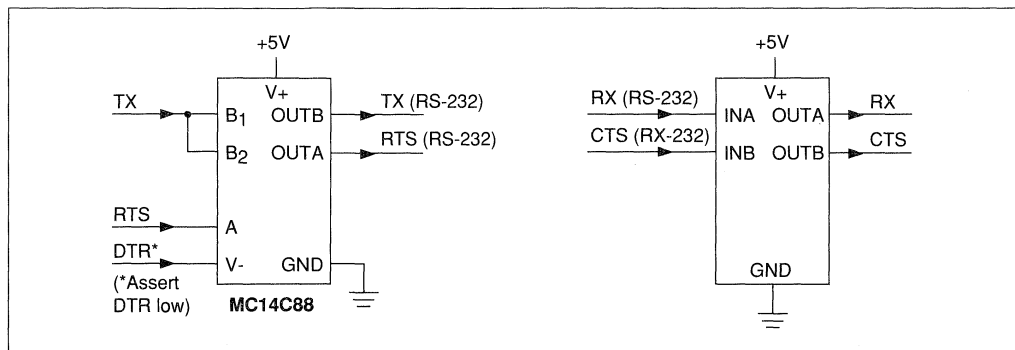 +5V
V+
TX
B1
OUTB
TX (RS-232)
B2
OUTA
RTS (RS-232)
RTS
A
DTR*
V-
GND
(*Assert
DTR low)
MC14C88
+5V
V+
RX (RS-232)
INA
OUTA
RX
CTS (RX-232)
INB
OUTB
CTS
GND